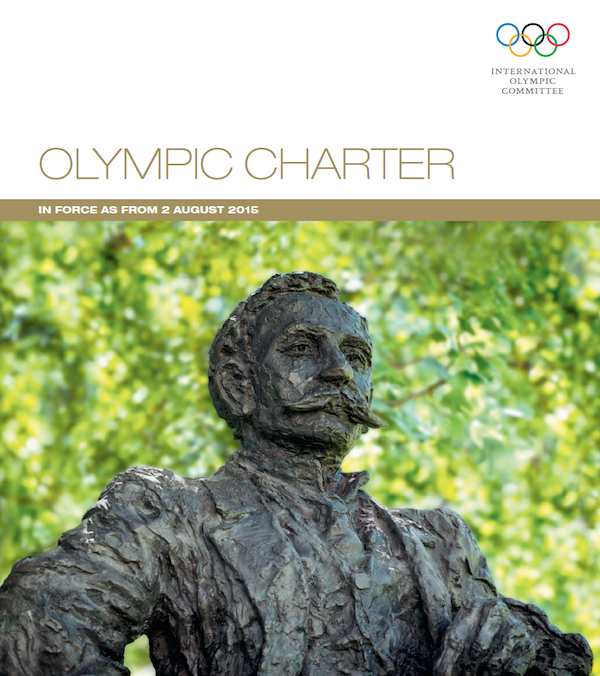 INTERNATIONAL
OLYMPIC
COMMITTEE
OLYMPIC CHARTER
IN FORCE AS FROM 2 AUGUST 2015